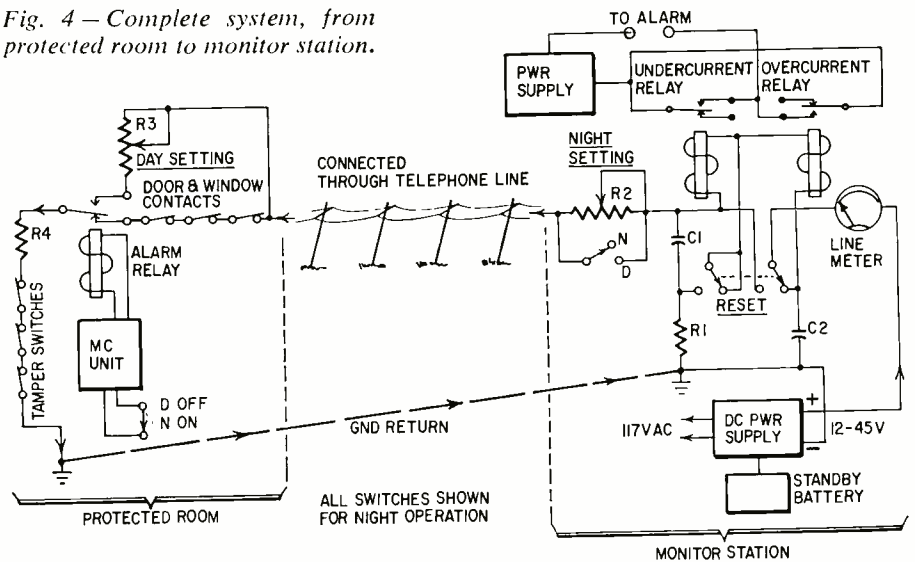 Fig. 4 — Complete system, from
protected room to monitor station.
TO ALARM
PWR
SUPPLY
UNDERCURRENT
RELAY
OVERCURRENT
RELAY
R3
DAY SETTING
DOOR & WINDOW
CONTACTS
CONNECTED
THROUGH TELEPHONE LINE
NIGHT
SETTING
R2
N
D
C1
LINE
METER
R4
ALARM
RELAY
TAMPER SWITCHES
MC
UNIT
D OFF
N ON
RESET
R1
C2
GND RETURN
117VAC
DC PWR
SUPPLY
+
−
12-45V
STANDBY
BATTERY
ALL SWITCHES SHOWN
FOR NIGHT OPERATION
PROTECTED ROOM
MONITOR STATION